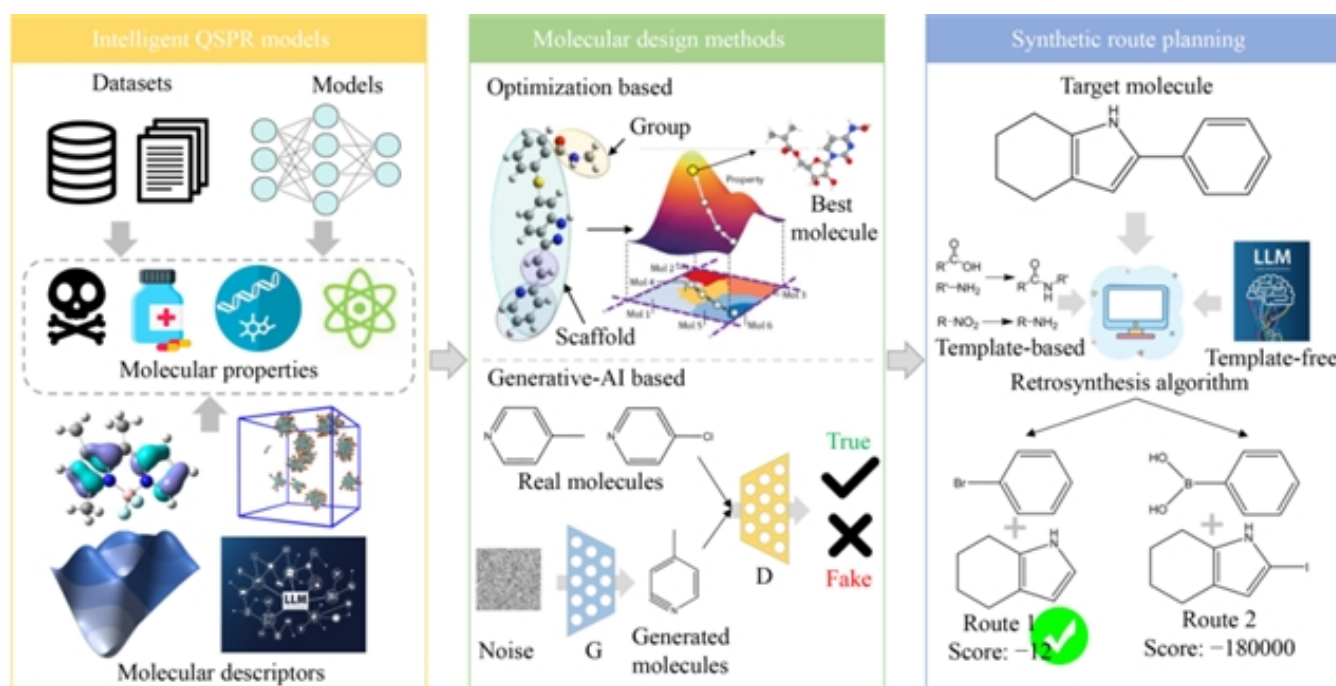 Intelligent QSPR models
Datasets
Models
Molecular properties
LLM
Molecular descriptors
Molecular design methods
Optimization based
Group
Property
Best
molecule
Mol 2
Mol 4
Mol 1
Mol 5
Mol 6
Mol 3
Scaffold
Generative-AI based
N
N
Cl
Real molecules
True
Fake
D
Noise
G
N
Generated
molecules
Synthetic route planning
Target molecule
H
N
O
R
OH
R'-NH2
O
R
N
H
R'
R-NO2
R-NH2
Template-based
LLM
Template-free
Retrosynthesis algorithm
Br
+
H
N
Route 1
Score: −12
HO
B
HO
+
H
N
I
Route 2
Score: −180000